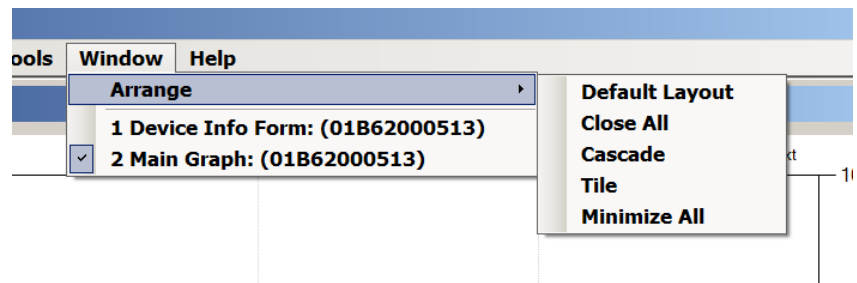 Window Help
Arrange
1 Device Info Form: (01B62000513)
2 Main Graph: (01B62000513)
Default Layout
Close All
Cascade
Tile
Minimize All